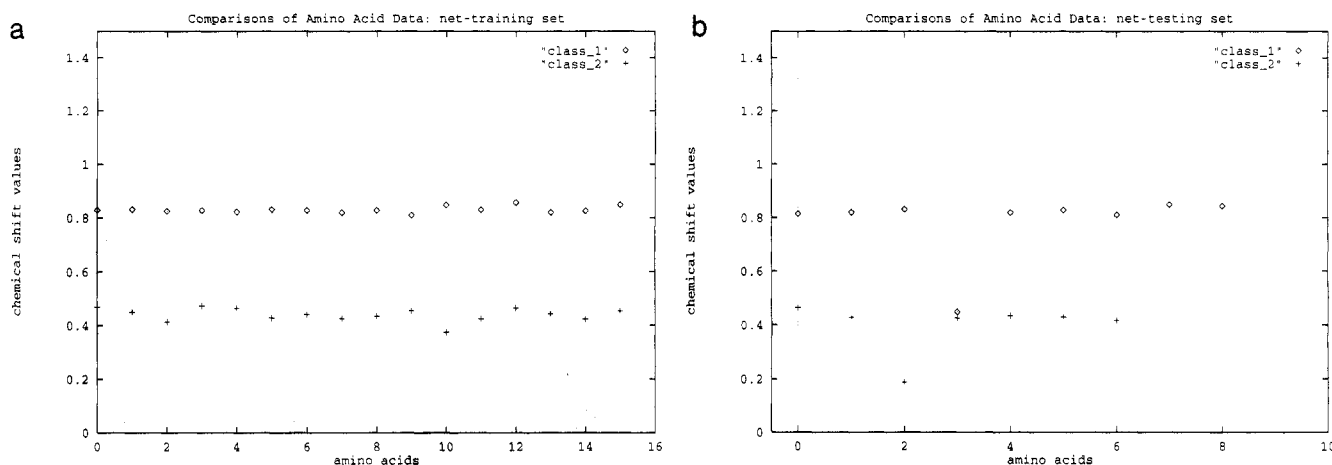 a
Comparisons of Amino Acid Data: net-training set
"class_1"
"class_2"
1.4
1.2
1
0.8
0.6
0.4
0.2
0
chemical shift values
0 2 4 6 8 10 12 14 16
amino acids
b
Comparisons of Amino Acid Data: net-testing set
"class_1"
"class_2"
1.4
1.2
1
0.8
0.6
0.4
0.2
0
chemical shift values
0 2 4 6 8 10
amino acids